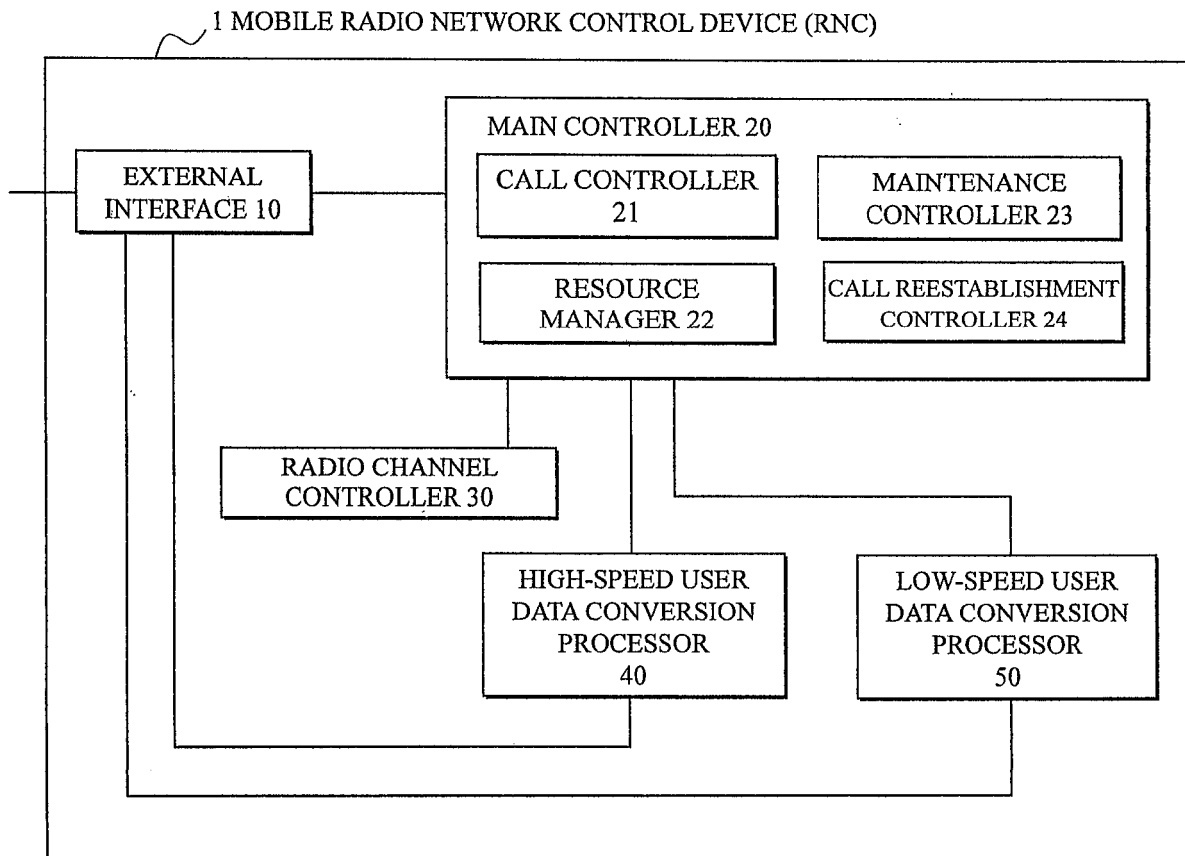 1 MOBILE RADIO NETWORK CONTROL DEVICE (RNC)
MAIN CONTROLLER 20
EXTERNAL
INTERFACE 10
CALL CONTROLLER
21
MAINTENANCE
CONTROLLER 23
RESOURCE
MANAGER 22
CALL REESTABLISHMENT
CONTROLLER 24
RADIO CHANNEL
CONTROLLER 30
HIGH-SPEED USER
DATA CONVERSION
PROCESSOR
40
LOW-SPEED USER
DATA CONVERSION
PROCESSOR
50